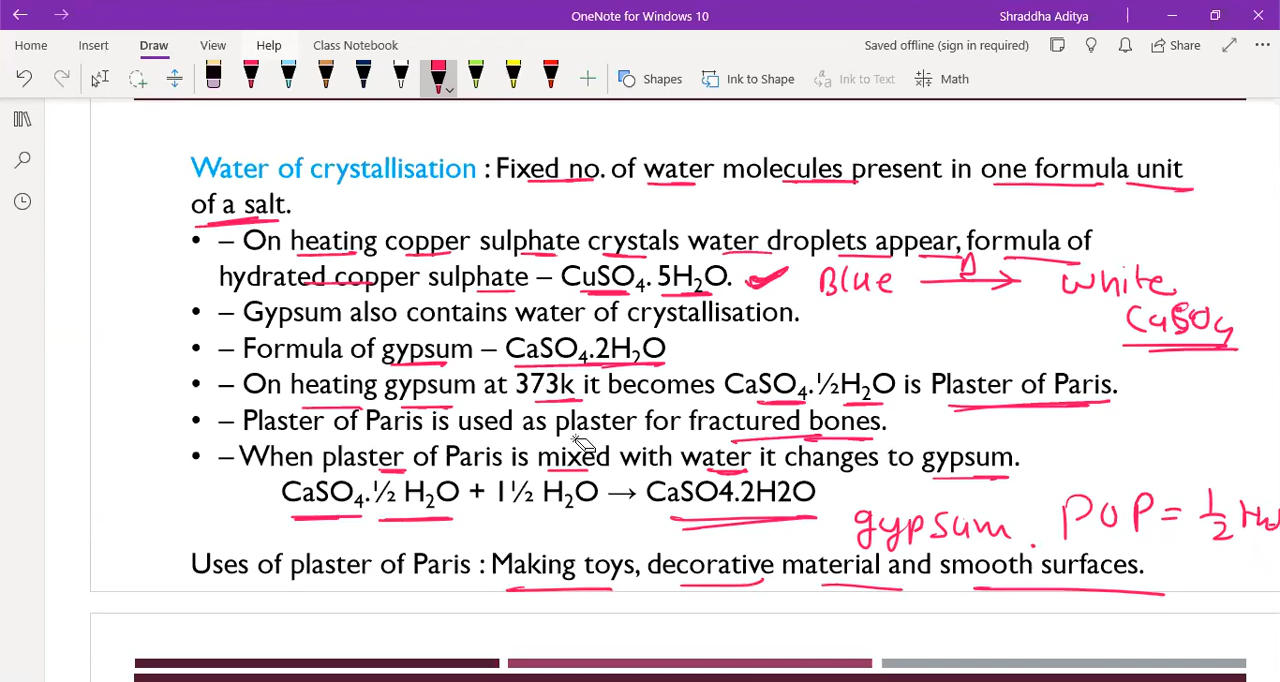 OneNote for Windows 10
Shraddha Aditya
Home Insert Draw View Help Class Notebook
Saved offline (sign in required) Share
Shapes Ink to Shape Ink to Text Math
Water of crystallisation : Fixed no. of water molecules present in one formula unit
of a salt.
• – On heating copper sulphate crystals water droplets appear, formula of
hydrated copper sulphate – CuSO₄. 5H₂O. Blue Δ→ white
CuSO₄
• – Gypsum also contains water of crystallisation.
• – Formula of gypsum – CaSO₄.2H₂O
• – On heating gypsum at 373k it becomes CaSO₄.½H₂O is Plaster of Paris.
• – Plaster of Paris is used as plaster for fractured bones.
• – When plaster of Paris is mixed with water it changes to gypsum.
CaSO₄.½ H₂O + 1½ H₂O → CaSO4.2H2O
gypsum. POP = ½
Uses of plaster of Paris : Making toys, decorative material and smooth surfaces.